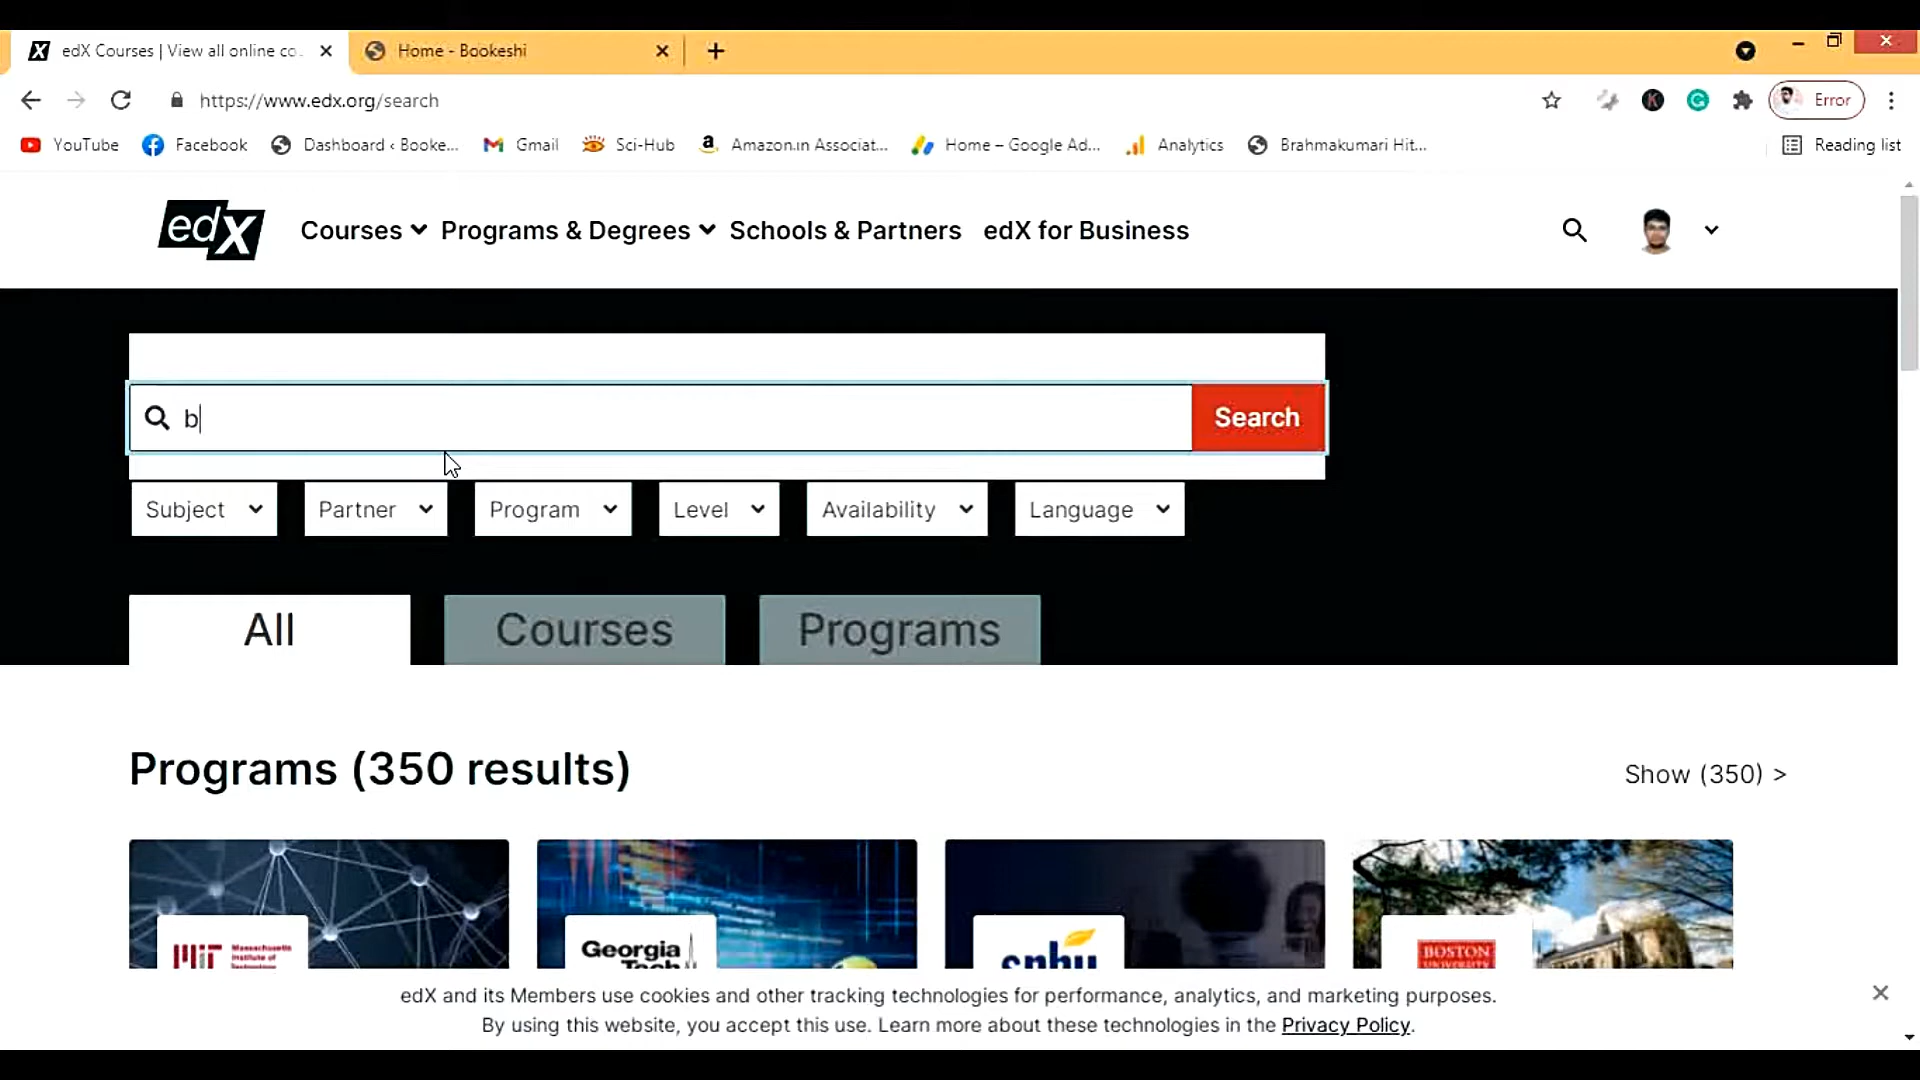 edX Courses | View all online co
Home - Bookeshi
https://www.edx.org/search
Error
YouTube
Facebook
Dashboard ‹ Booke...
Gmail
Sci-Hub
Amazon.in Associat...
Home – Google Ad...
Analytics
Brahmakumari Hit...
Reading list
edX
Courses
Programs & Degrees
Schools & Partners
edX for Business
b
Search
Subject
Partner
Program
Level
Availability
Language
All
Courses
Programs
Programs (350 results)
Show (350) >
MIT
Massachusetts
Institute of
Technology
Georgia
Tech
snhu
BOSTON
UNIVERSITY
edX and its Members use cookies and other tracking technologies for performance, analytics, and marketing purposes.
By using this website, you accept this use. Learn more about these technologies in the Privacy Policy.